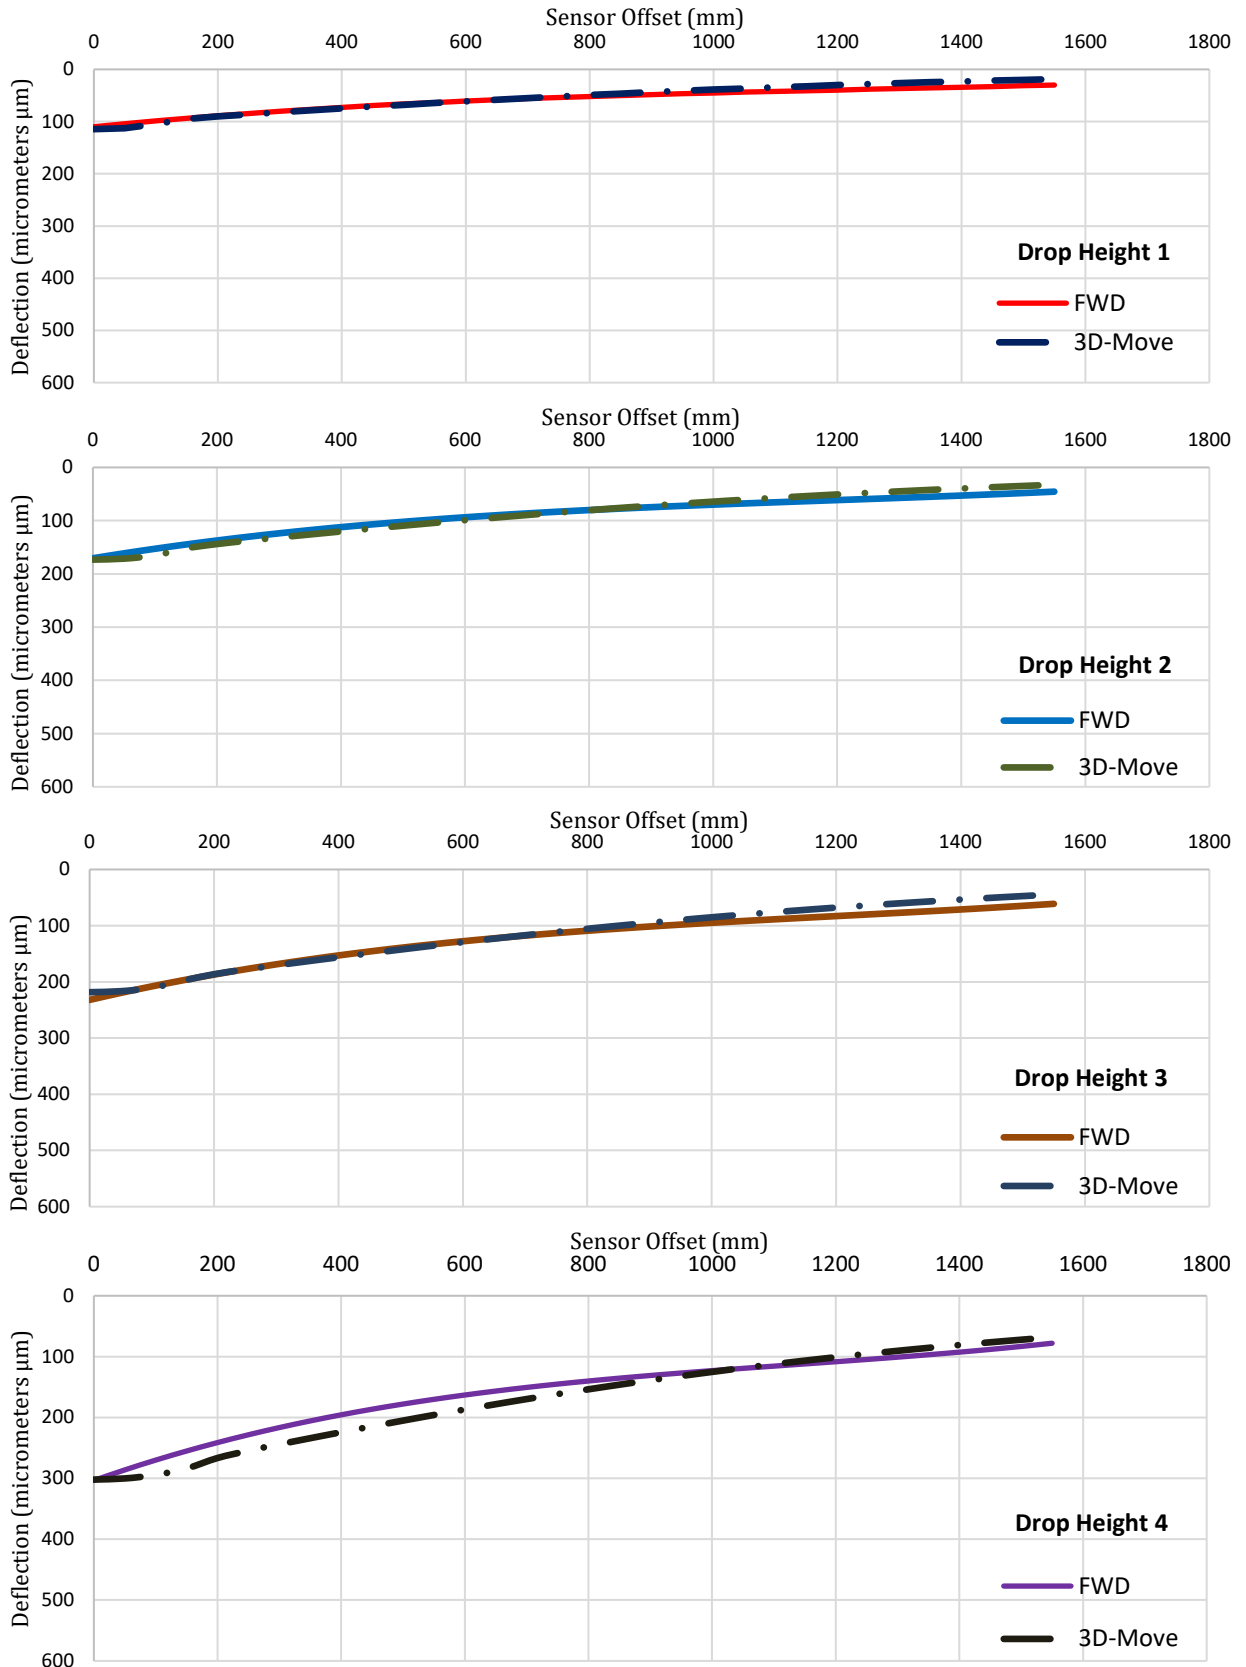 Sensor Offset (mm)
0 200 400 600 800 1000 1200 1400 1600 1800
Deflection (micrometers µm)
0
100
200
300
400
500
600
Drop Height 1
FWD
3D-Move
Sensor Offset (mm)
0 200 400 600 800 1000 1200 1400 1600 1800
Deflection (micrometers µm)
0
100
200
300
400
500
600
Drop Height 2
FWD
3D-Move
Sensor Offset (mm)
0 200 400 600 800 1000 1200 1400 1600 1800
Deflection (micrometers µm)
0
100
200
300
400
500
600
Drop Height 3
FWD
3D-Move
Sensor Offset (mm)
0 200 400 600 800 1000 1200 1400 1600 1800
Deflection (micrometers µm)
0
100
200
300
400
500
600
Drop Height 4
FWD
3D-Move